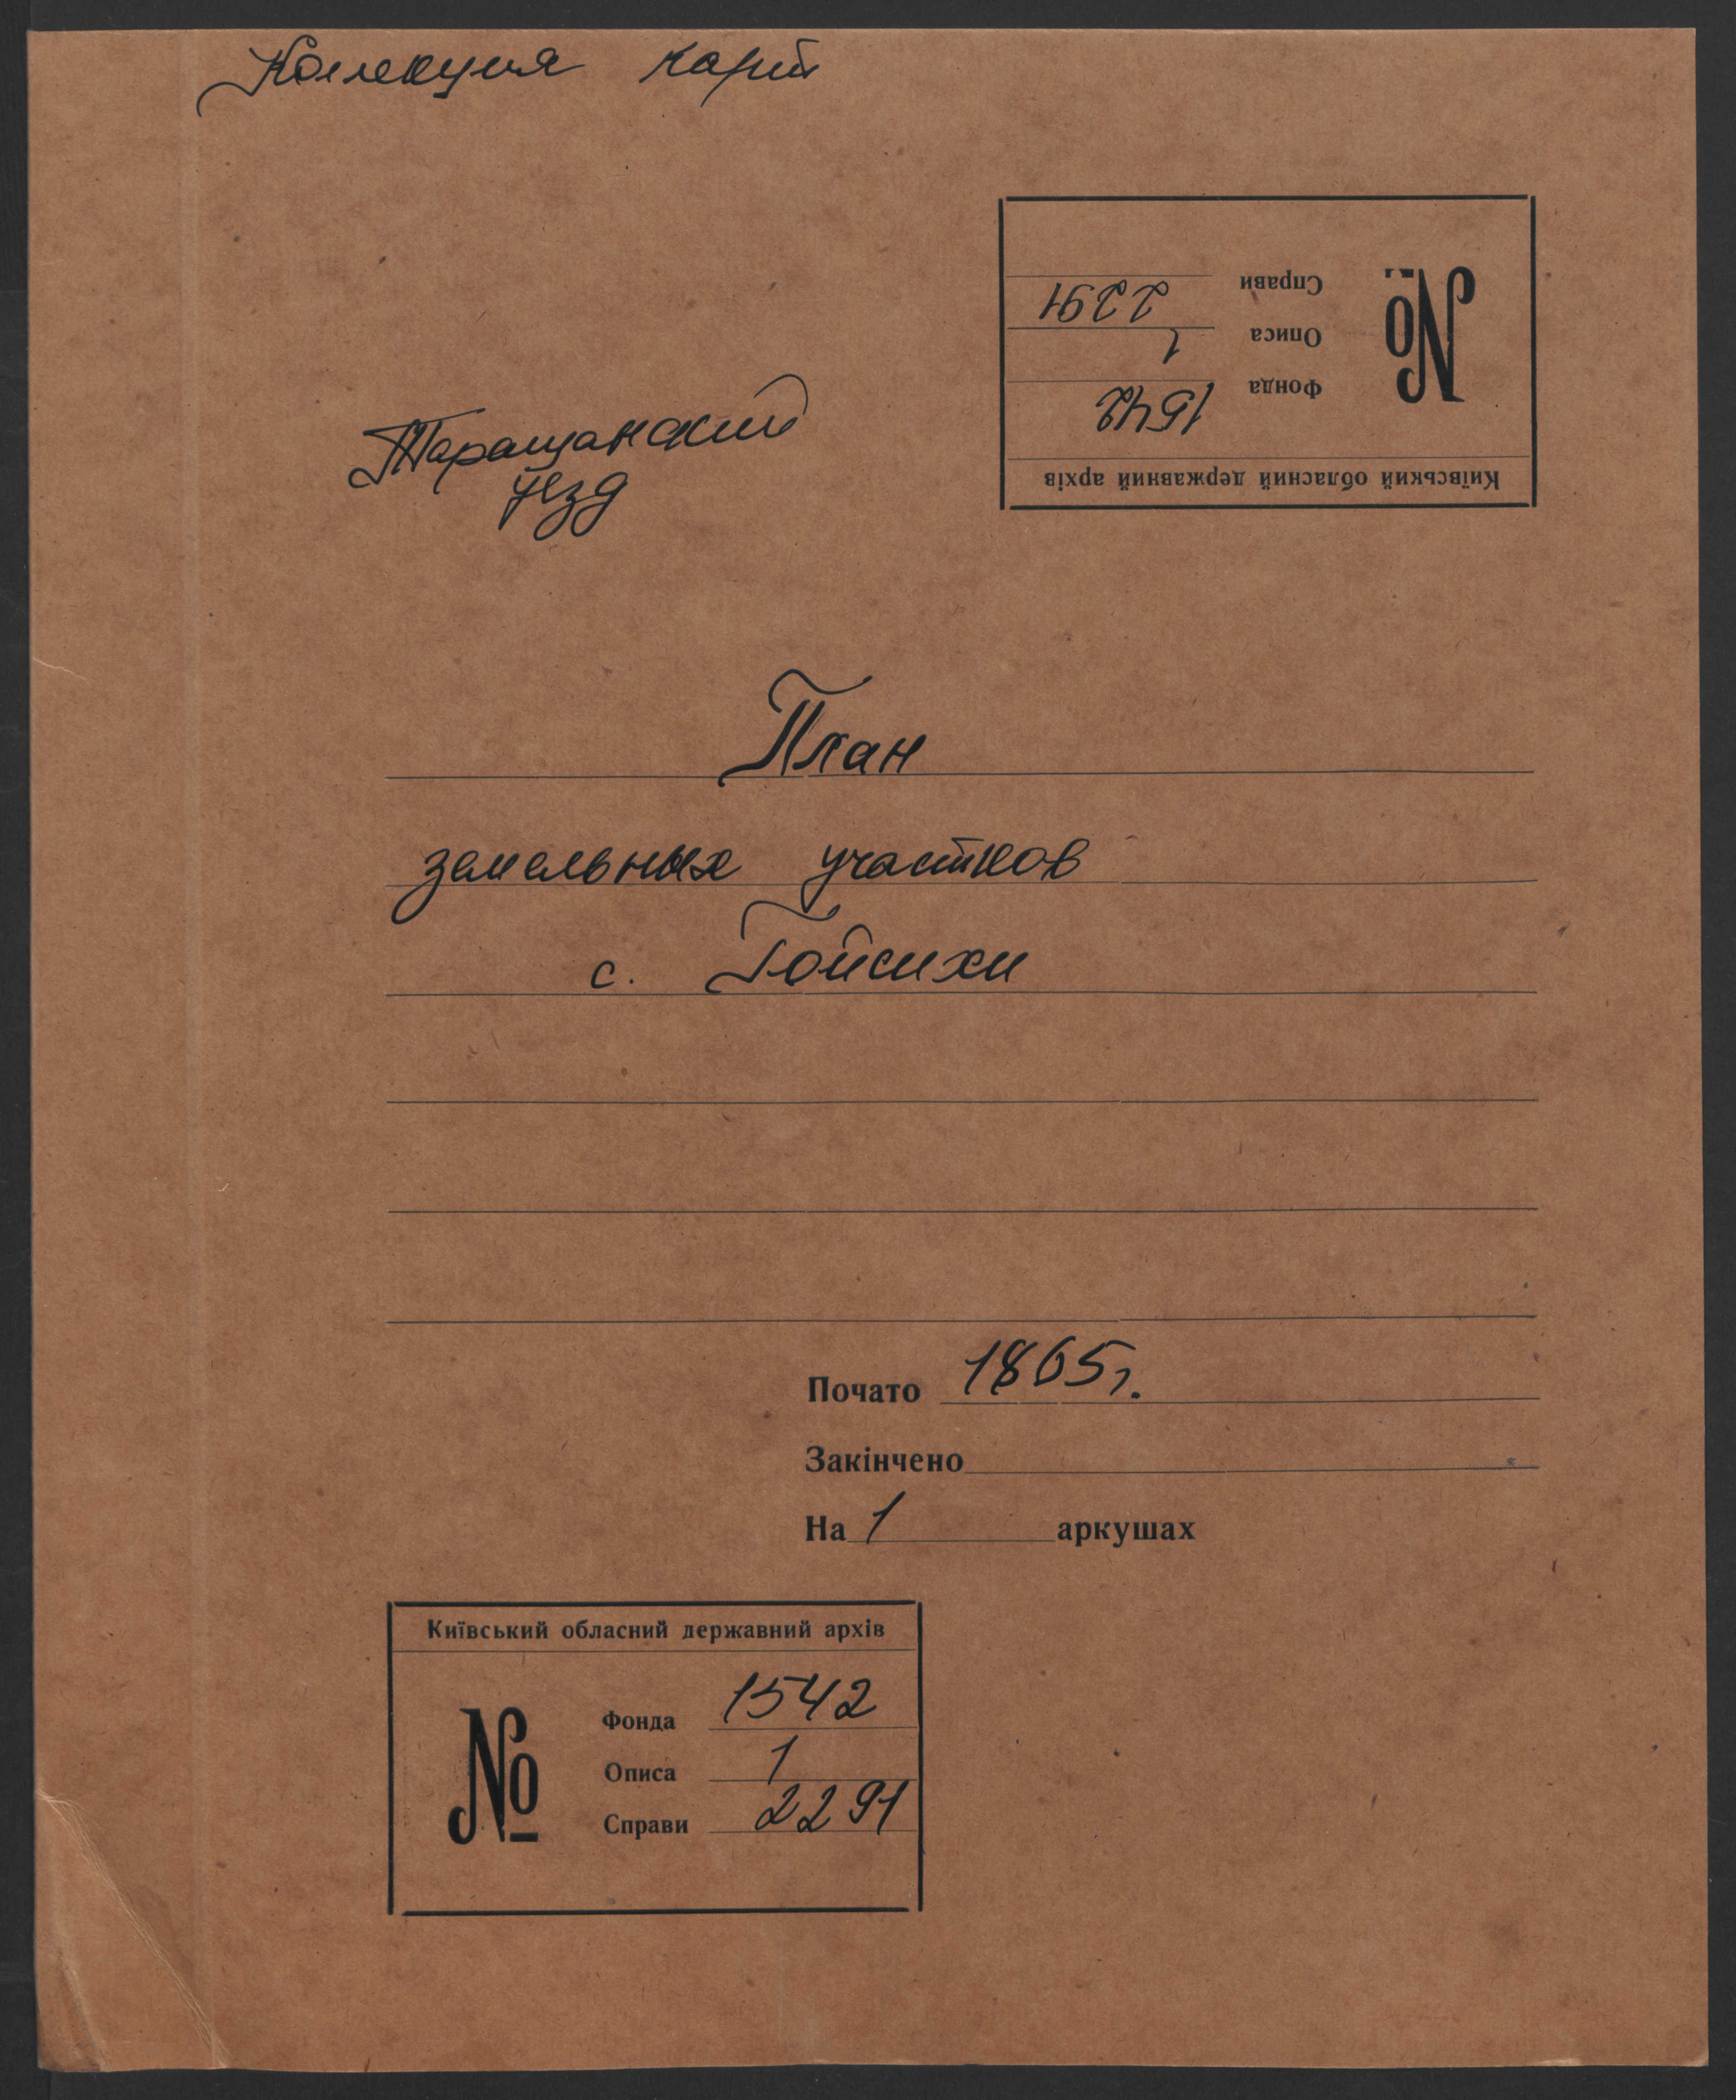 Коллекция карт
Справи 2291
Описа 1
Фонда 1542
№
Київський обласний державний архів
Таращанский
уезд
План
земельных участков
с. Гойсихи
Почато 1865г.
Закінчено
На 1 аркушах
Київський обласний державний архів
№
Фонда 1542
Описа 1
Справи 2291